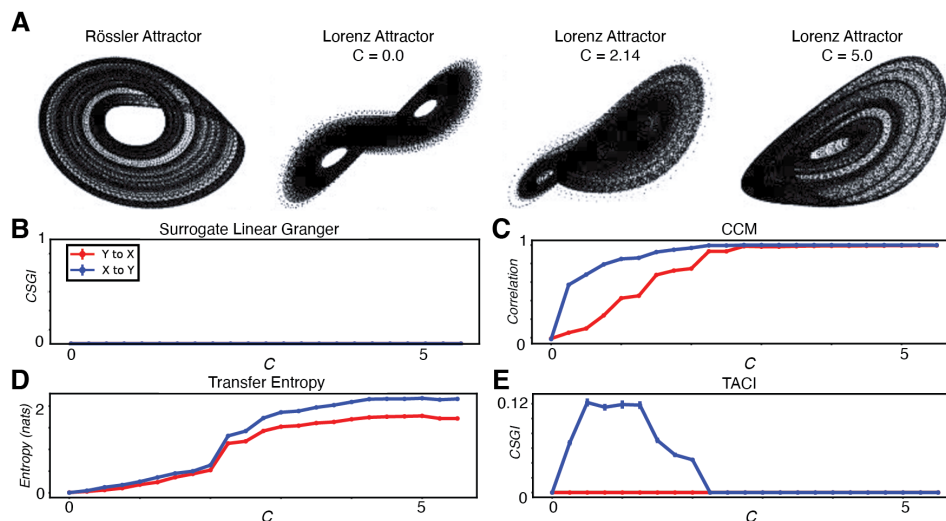 A
Rössler Attractor
Lorenz Attractor
C = 0.0
Lorenz Attractor
C = 2.14
Lorenz Attractor
C = 5.0
B
Surrogate Linear Granger
1
CSGI
0
Y to X
X to Y
0
C
5
C
CCM
1
Correlation
0
0
C
5
D
Transfer Entropy
2
Entropy (nats)
0
0
C
5
E
TACI
0.12
CSGI
0
0
C
5